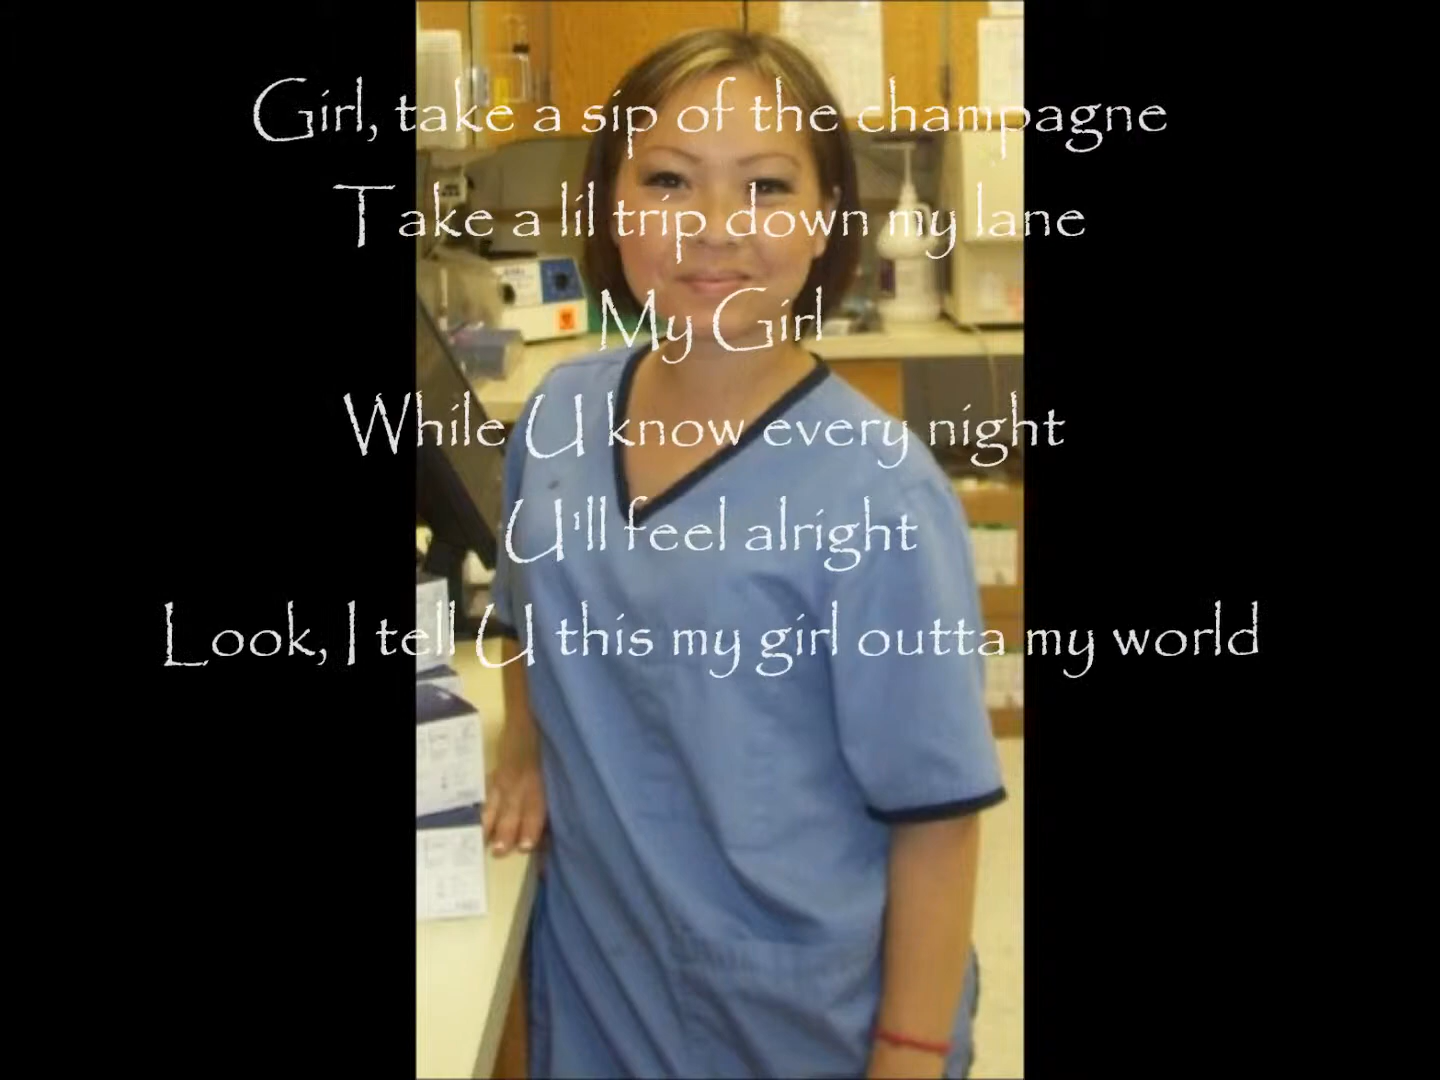 Girl, take a sip of the champagne
Take a lil trip down my lane
My Girl
While U know every night
U'll feel alright
Look, I tell U this my girl outta my world